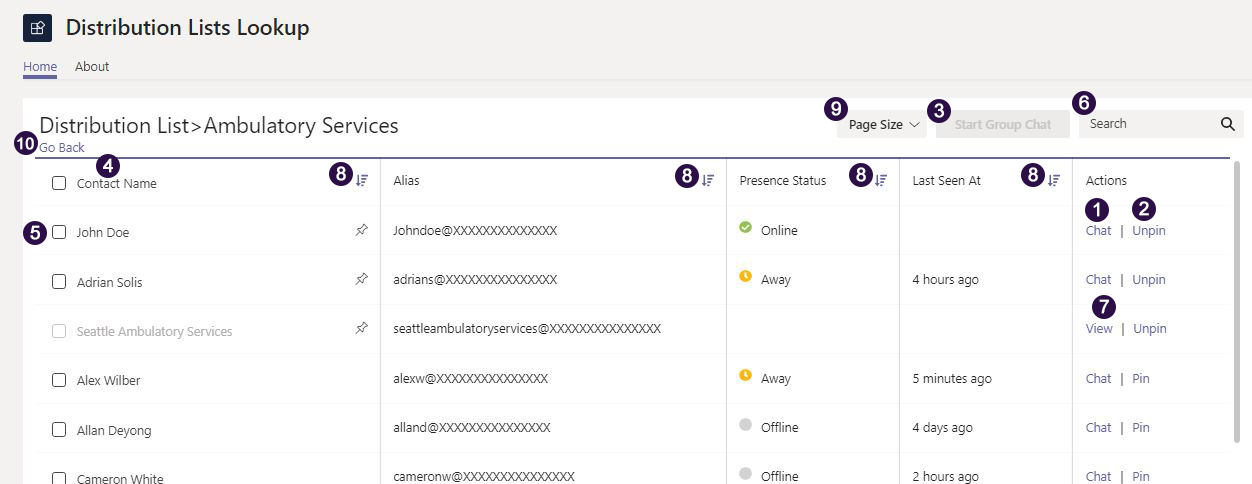 Distribution Lists Lookup
Home About
Distribution List>Ambulatory Services 9 Page Size 3 Start Group Chat 6 Search
10 Go Back
4 Contact Name 8 Alias 8 Presence Status 8 Last Seen At 8 Actions
1 2
5 John Doe Johndoe@XXXXXXXXXXXXXX Online Chat | Unpin
Adrian Solis adrians@XXXXXXXXXXXXXXX Away 4 hours ago Chat | Unpin
7
Seattle Ambulatory Services seattleambulatoryservices@XXXXXXXXXXXXXX View | Unpin
Alex Wilber alexw@XXXXXXXXXXXXXX Away 5 minutes ago Chat | Pin
Allan Deyong alland@XXXXXXXXXXXXXX Offline 4 days ago Chat | Pin
Cameron White cameronw@XXXXXXXXXXXXXX Offline 2 hours ago Chat | Pin